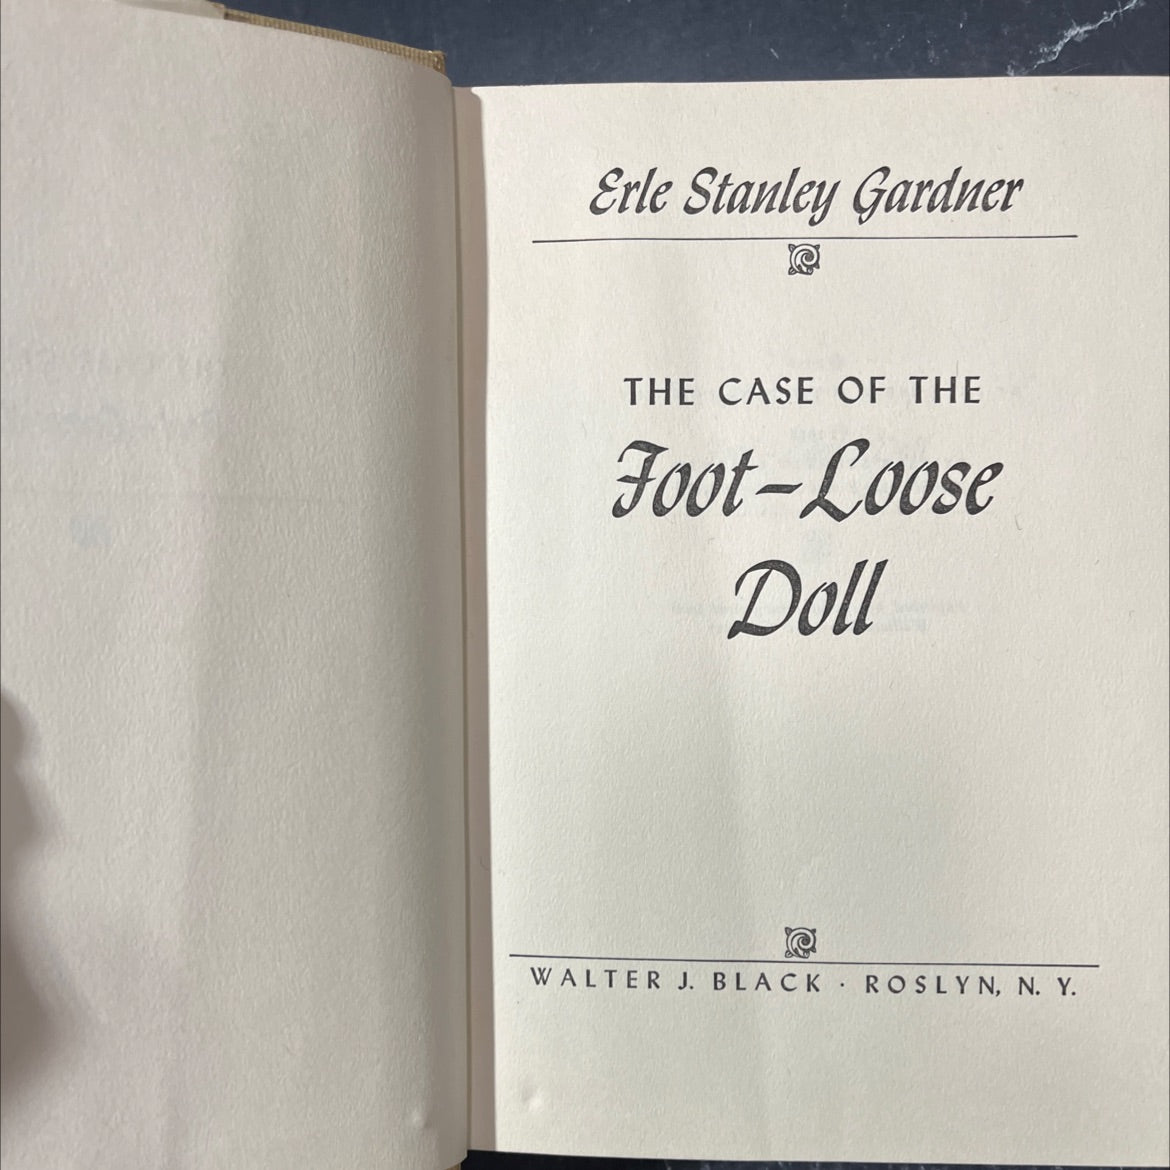 Erle Stanley Gardner
THE CASE OF THE
Foot-Loose
Doll
WALTER J. BLACK · ROSLYN, N. Y.